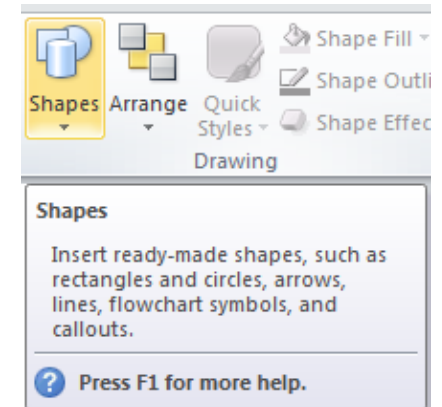 Shapes Arrange Quick Styles
Shape Fill
Shape Outli
Shape Effec
Drawing
Shapes
Insert ready-made shapes, such as
rectangles and circles, arrows,
lines, flowchart symbols, and
callouts.
Press F1 for more help.